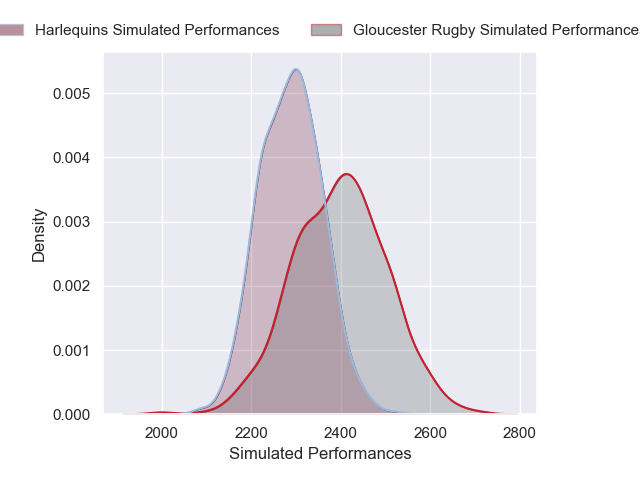 Harlequins Simulated Performances Gloucester Rugby Simulated Performance
0.005
0.004
0.003
0.002
0.001
0.000
Density
2000 2200 2400 2600 2800
Simulated Performances